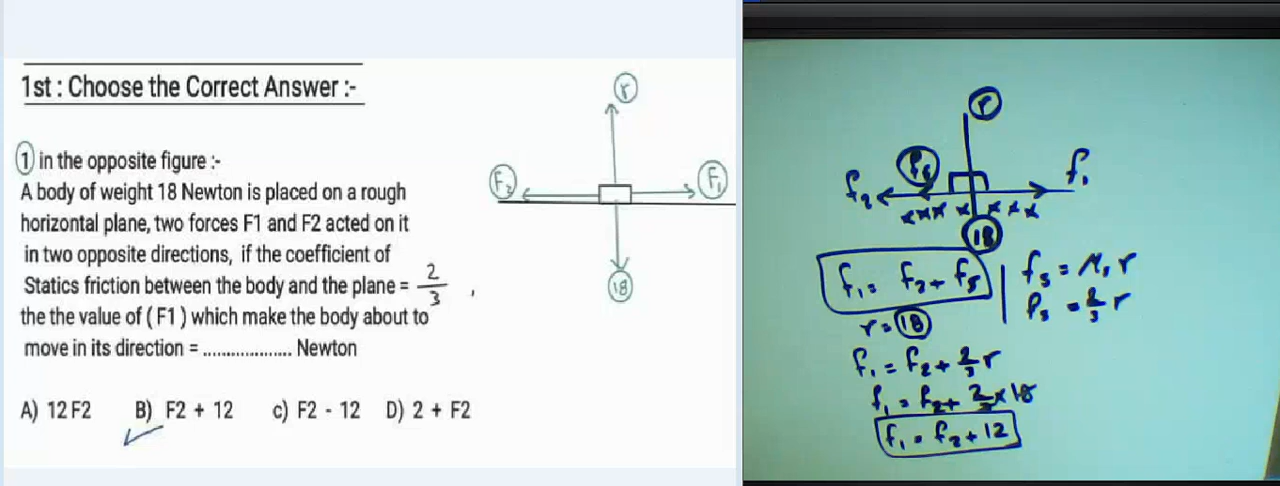 1st : Choose the Correct Answer :-
1 in the opposite figure :-
A body of weight 18 Newton is placed on a rough
horizontal plane, two forces F1 and F2 acted on it
in two opposite directions, if the coefficient of
Statics friction between the body and the plane = 2/3 ,
the the value of ( F1 ) which make the body about to
move in its direction = ................... Newton
A) 12 F2 B) F2 + 12 c) F2 - 12 D) 2 + F2
r
F₂ F₁
18
r
f₂ fs f₁
18
f₁ = f₂ + fs
fs = μs r
fs = 2/3 r
r = 18
f₁ = f₂ + 2/3 r
f₁ = f₂ + 2/3 × 18
f₁ = f₂ + 12